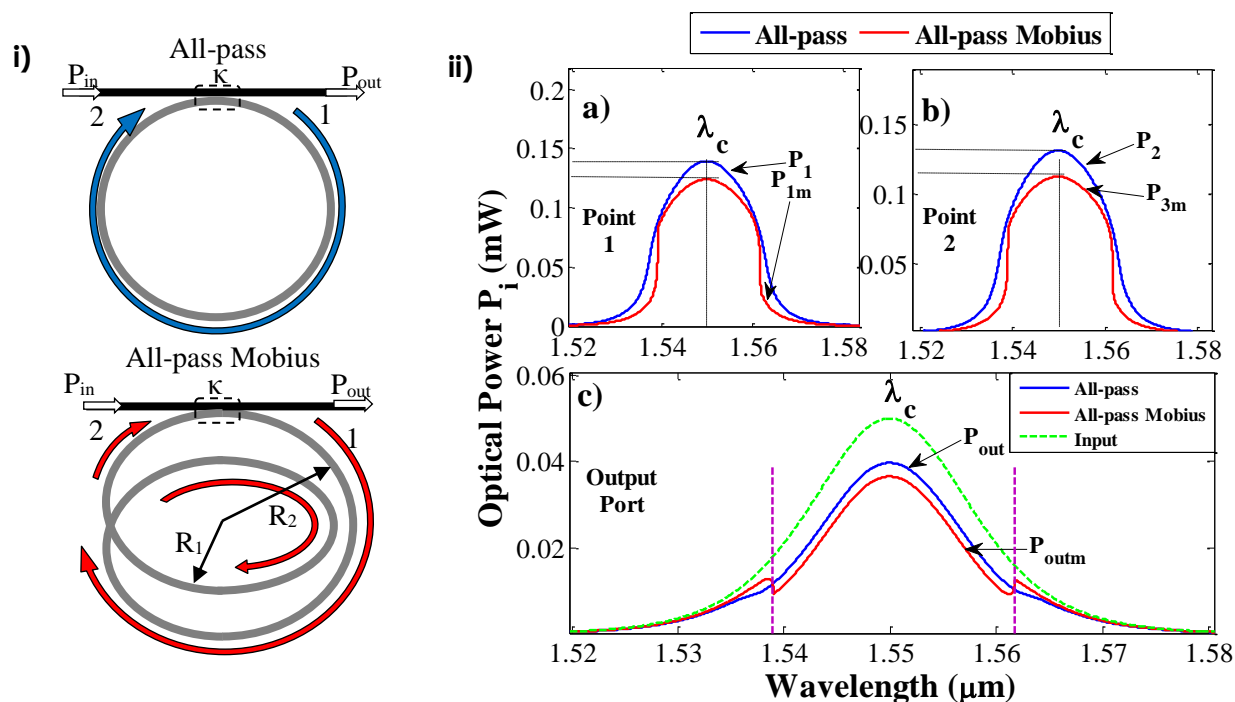 i)
All-pass
P_in κ P_out
2 1
All-pass Mobius
P_in κ P_out
2 1
R_2
R_1
ii)
All-pass All-pass Mobius
Optical Power P_i (mW)
a)
λ_c
P_1
P_1m
Point
1
0.2
0.15
0.1
0.05
0
1.52 1.54 1.56 1.58
b)
λ_c
P_2
P_3m
Point
2
0.15
0.1
0.05
1.52 1.54 1.56 1.58
c)
λ_c
All-pass
All-pass Mobius
Input
P_out
P_outm
Output
Port
0.06
0.04
0.02
1.52 1.53 1.54 1.55 1.56 1.57 1.58
Wavelength (μm)